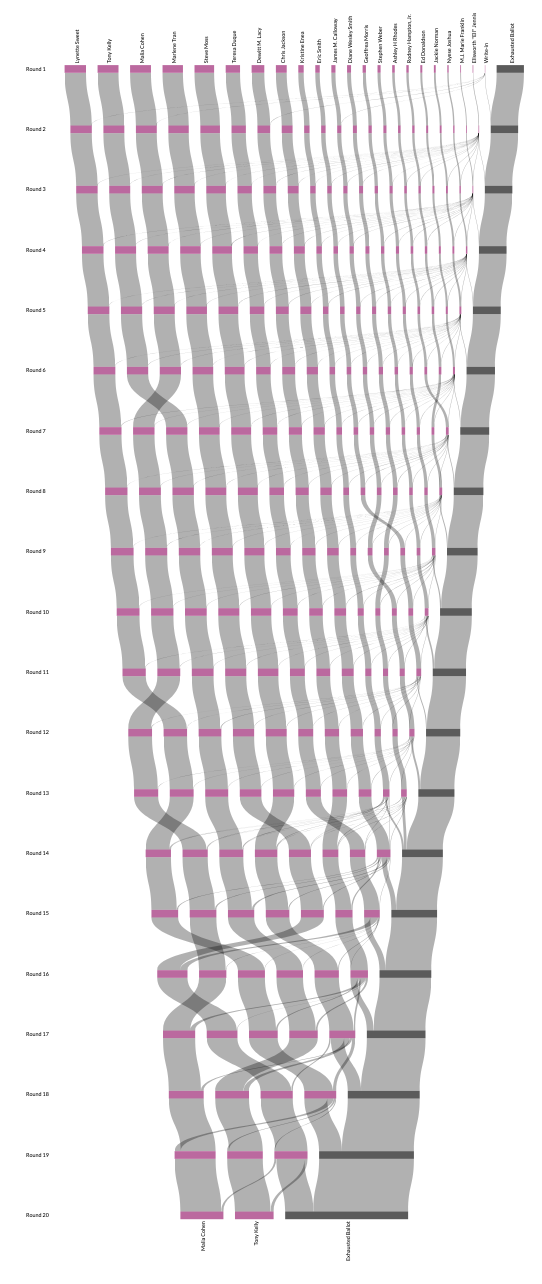 Lynette Sweet
Tony Kelly
Malia Cohen
Marlene Tran
Steve Moss
Teresa Duque
Dewitt M. Lacy
Chris Jackson
Kristine Enea
Eric Smith
James M. Calloway
Diane Wesley Smith
Geoffrea Morris
Stephen Weber
Ashley H Rhodes
Rodney Hampton, Jr.
Ed Donaldson
Jackie Norman
Nyese Joshua
M.J. Marie Franklin
Ellsworth "Ell" Jennison
Write-in
Exhausted Ballot
Round 1
Round 2
Round 3
Round 4
Round 5
Round 6
Round 7
Round 8
Round 9
Round 10
Round 11
Round 12
Round 13
Round 14
Round 15
Round 16
Round 17
Round 18
Round 19
Round 20
Malia Cohen
Tony Kelly
Exhausted Ballot